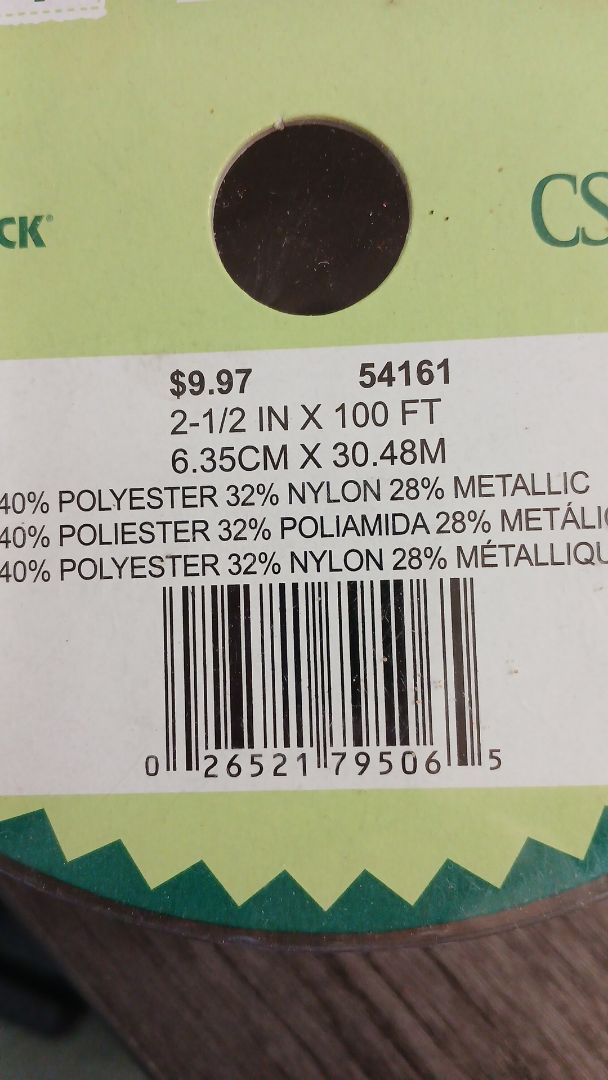 CK®
CS
$9.97 54161
2-1/2 IN X 100 FT
6.35CM X 30.48M
40% POLYESTER 32% NYLON 28% METALLIC
40% POLIESTER 32% POLIAMIDA 28% METÁLIC
40% POLYESTER 32% NYLON 28% MÉTALLIQU
0 26521 79506 5